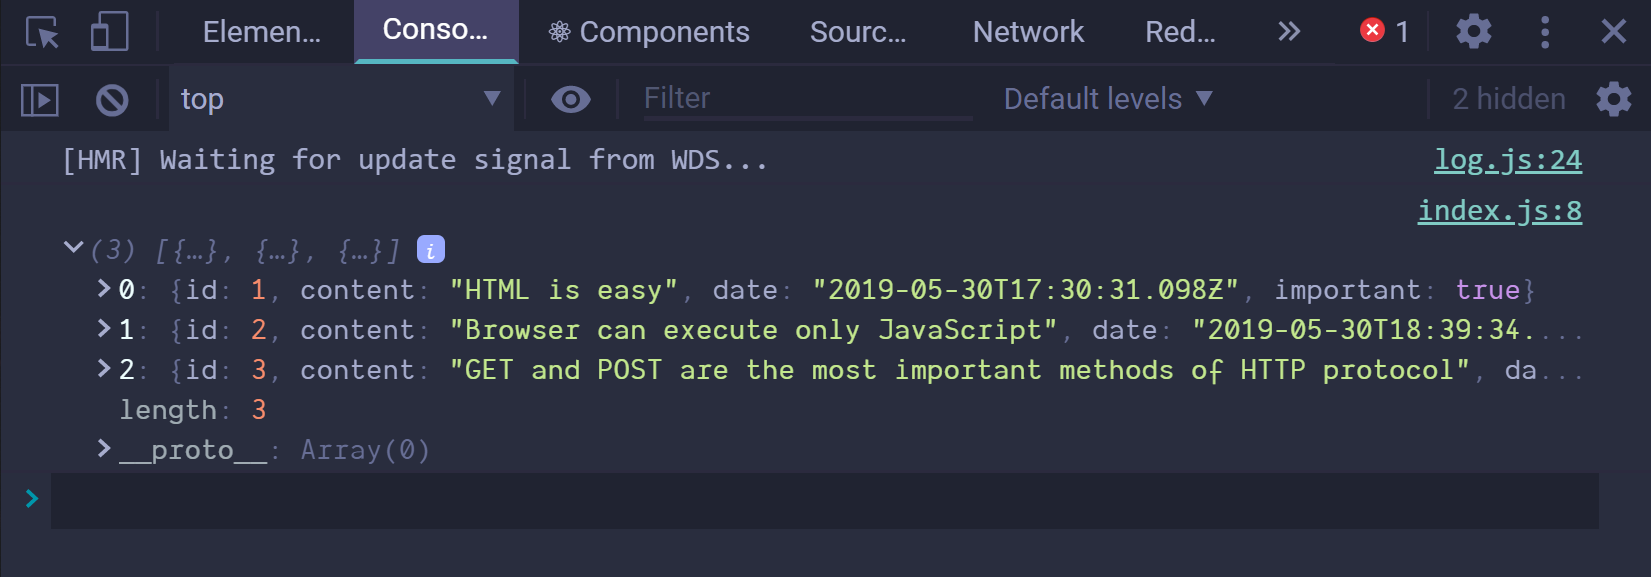 Elemen… Conso… Components Sourc… Network Red… » 1
top Filter Default levels 2 hidden
[HMR] Waiting for update signal from WDS... log.js:24
index.js:8
(3) [{…}, {…}, {…}] i
0: {id: 1, content: "HTML is easy", date: "2019-05-30T17:30:31.098Z", important: true}
1: {id: 2, content: "Browser can execute only JavaScript", date: "2019-05-30T18:39:34....
2: {id: 3, content: "GET and POST are the most important methods of HTTP protocol", da...
length: 3
__proto__: Array(0)